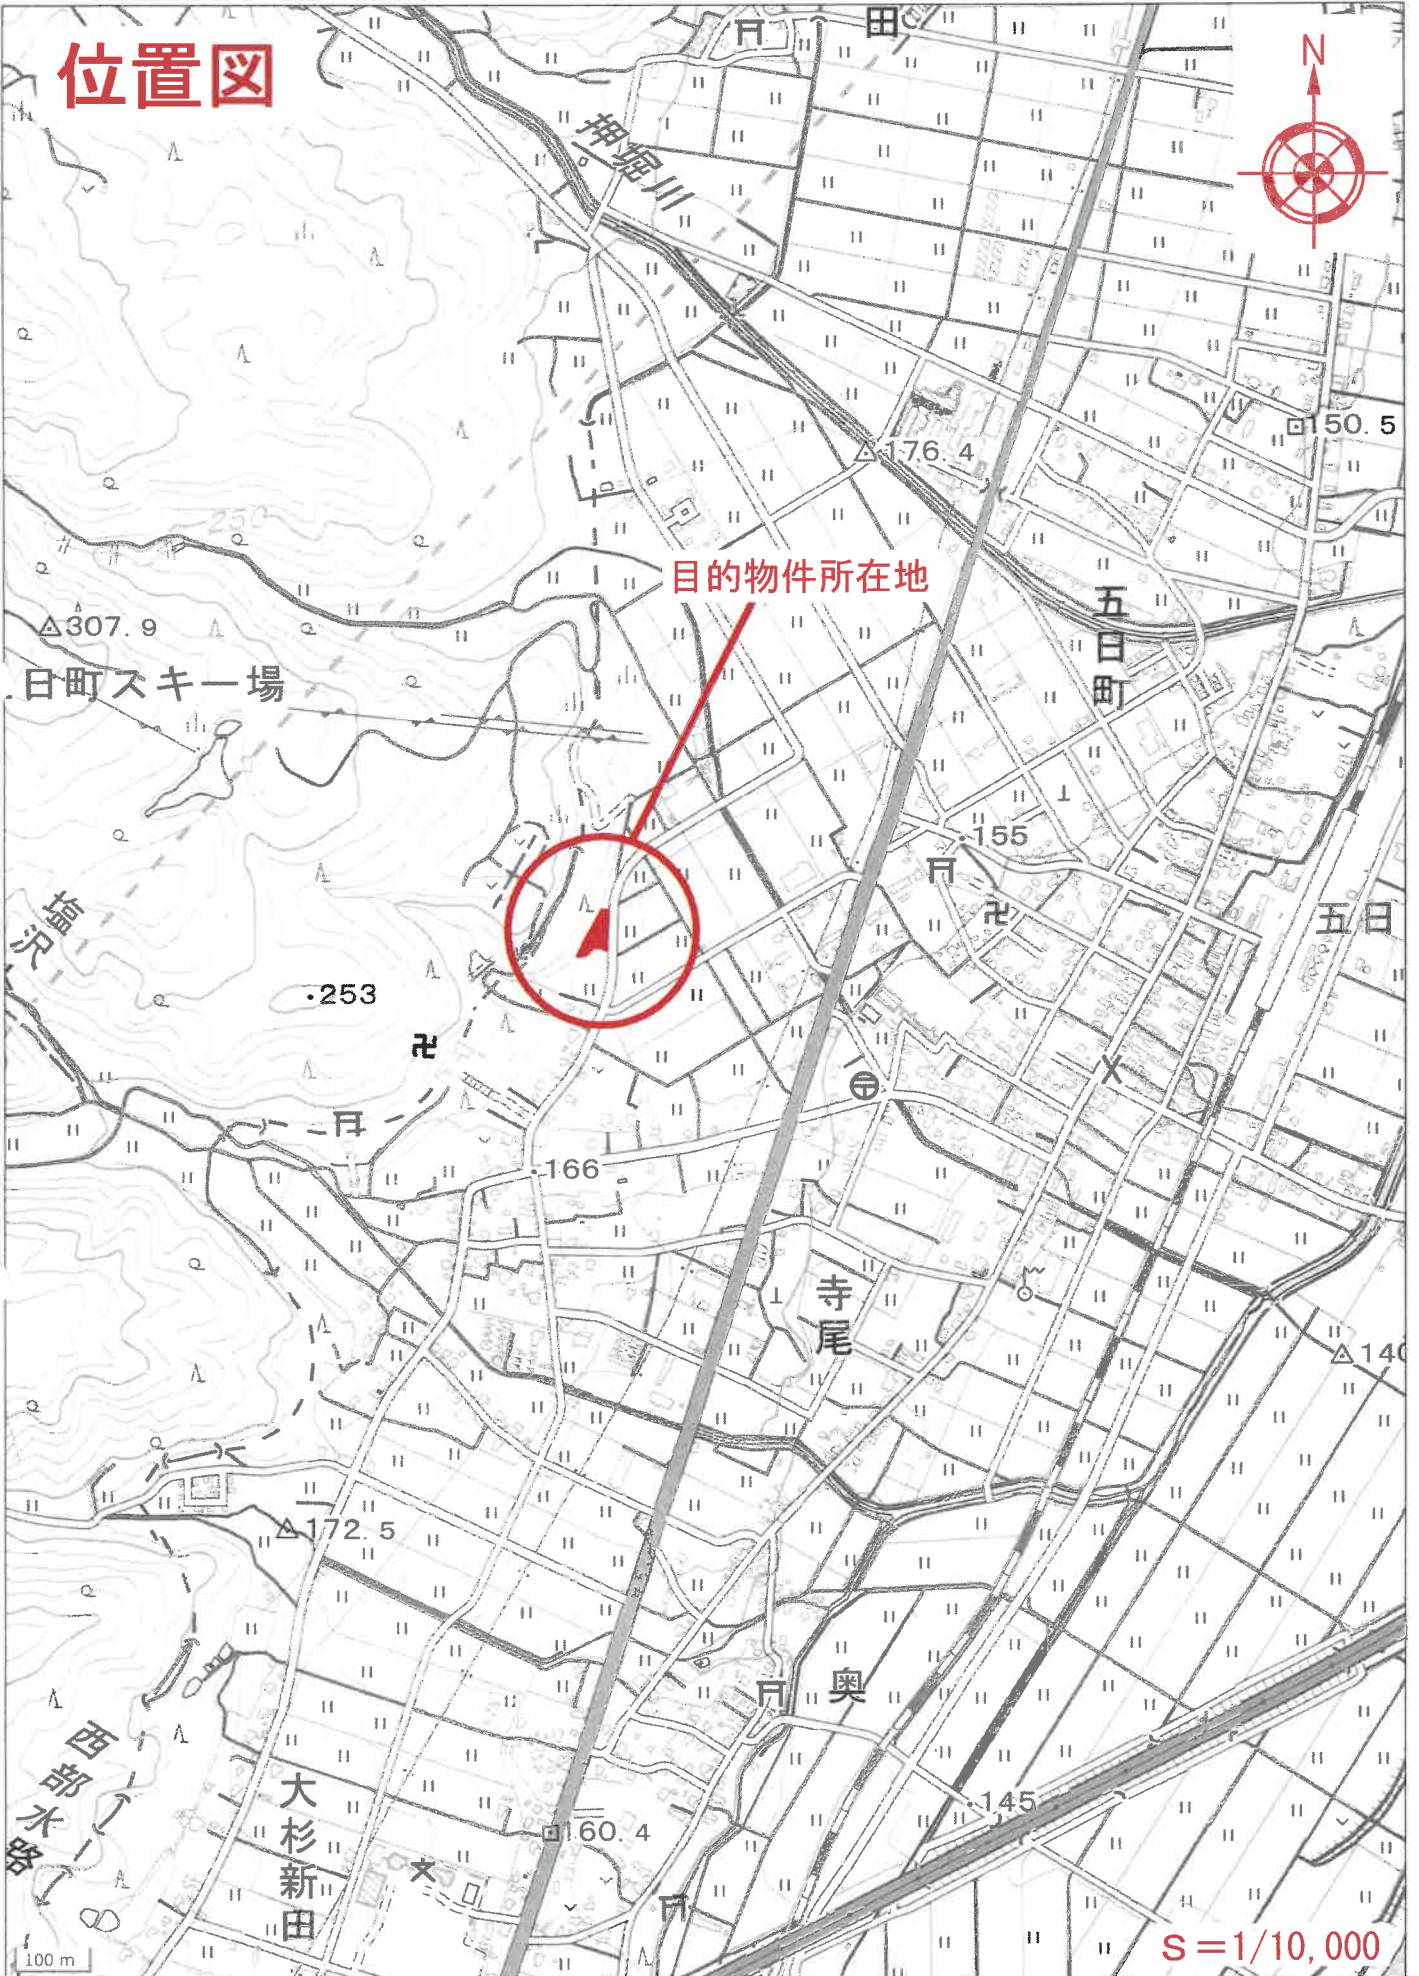 位置図
田
N
押堀川
150.5
176.4
250
目的物件所在地
五日町
307.9
日町スキー場
155
塩沢
五日
253
166
寺尾
140
172.5
奥
西部水路
大杉新田
145
160.4
100 m
S=1/10,000